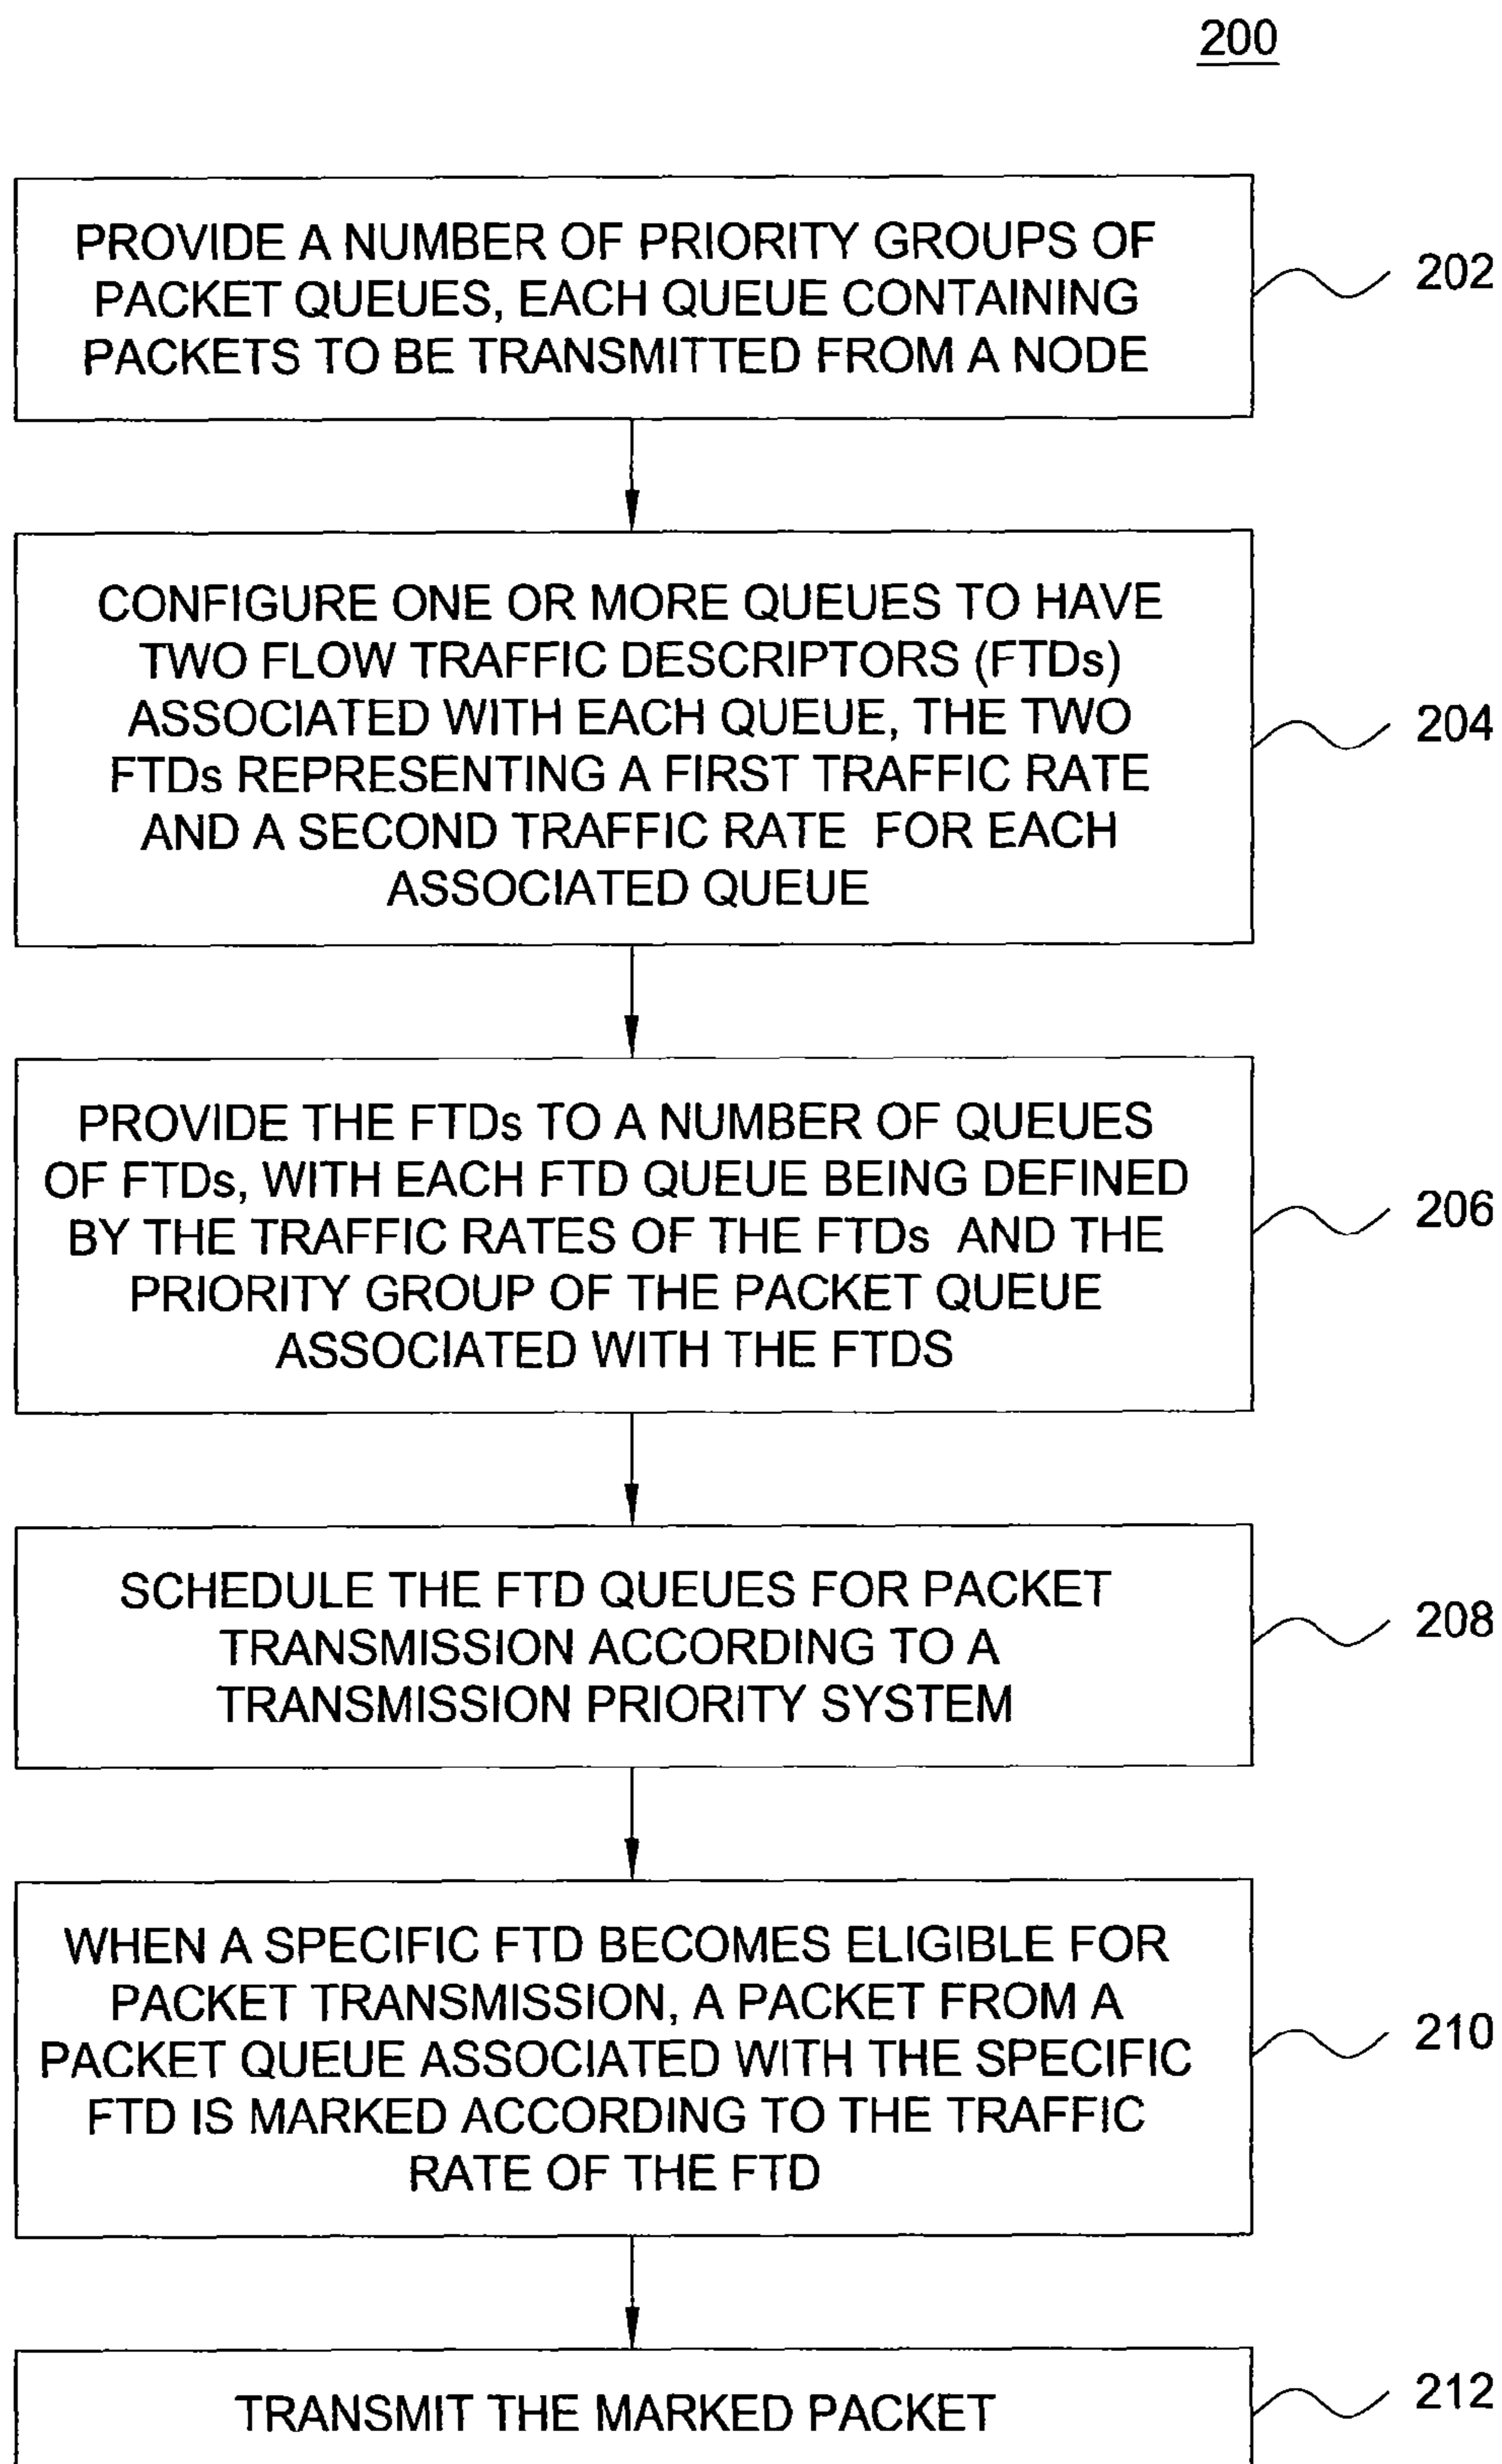 200
PROVIDE A NUMBER OF PRIORITY GROUPS OF
PACKET QUEUES, EACH QUEUE CONTAINING
PACKETS TO BE TRANSMITTED FROM A NODE
202
CONFIGURE ONE OR MORE QUEUES TO HAVE
TWO FLOW TRAFFIC DESCRIPTORS (FTDs)
ASSOCIATED WITH EACH QUEUE, THE TWO
FTDs REPRESENTING A FIRST TRAFFIC RATE
AND A SECOND TRAFFIC RATE FOR EACH
ASSOCIATED QUEUE
204
PROVIDE THE FTDs TO A NUMBER OF QUEUES
OF FTDs, WITH EACH FTD QUEUE BEING DEFINED
BY THE TRAFFIC RATES OF THE FTDs AND THE
PRIORITY GROUP OF THE PACKET QUEUE
ASSOCIATED WITH THE FTDS
206
SCHEDULE THE FTD QUEUES FOR PACKET
TRANSMISSION ACCORDING TO A
TRANSMISSION PRIORITY SYSTEM
208
WHEN A SPECIFIC FTD BECOMES ELIGIBLE FOR
PACKET TRANSMISSION, A PACKET FROM A
PACKET QUEUE ASSOCIATED WITH THE SPECIFIC
FTD IS MARKED ACCORDING TO THE TRAFFIC
RATE OF THE FTD
210
TRANSMIT THE MARKED PACKET
212